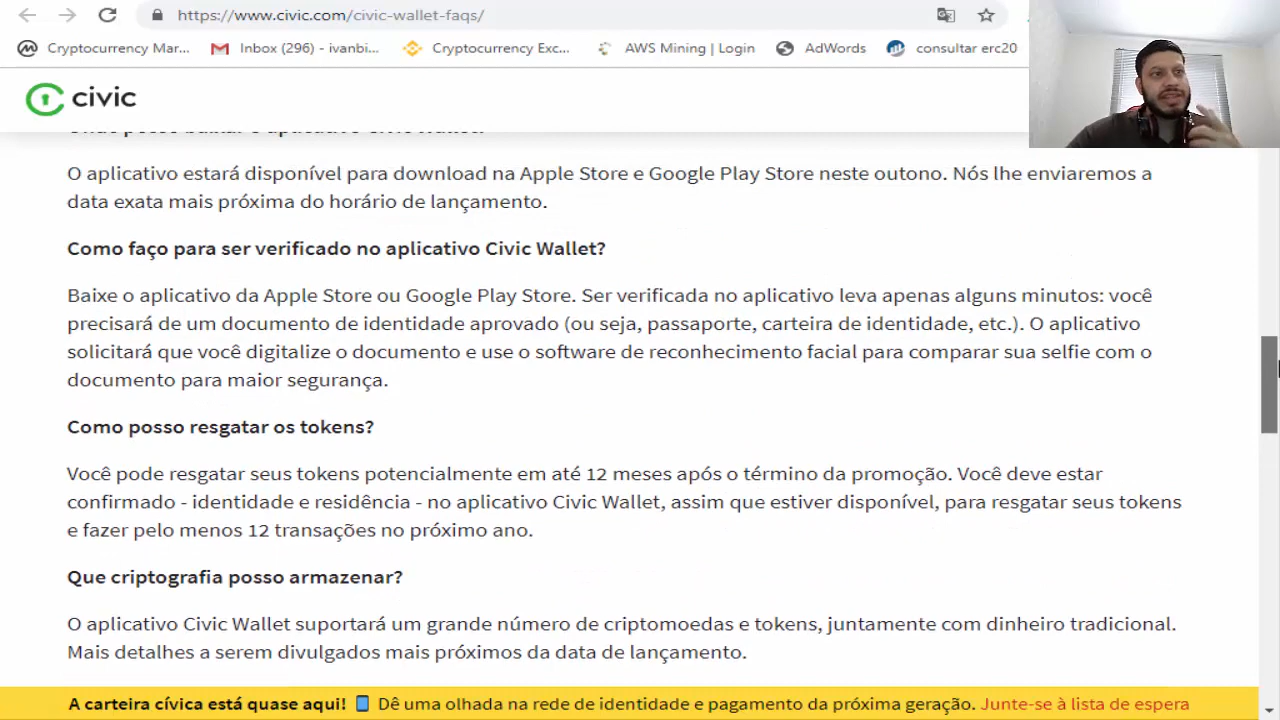 https://www.civic.com/civic-wallet-faqs/
Cryptocurrency Mar... Inbox (296) - ivanbi... Cryptocurrency Exc... AWS Mining | Login AdWords consultar erc20
civic
Onde posso baixar o aplicativo Civic Wallet?
O aplicativo estará disponível para download na Apple Store e Google Play Store neste outono. Nós lhe enviaremos a
data exata mais próxima do horário de lançamento.
Como faço para ser verificado no aplicativo Civic Wallet?
Baixe o aplicativo da Apple Store ou Google Play Store. Ser verificada no aplicativo leva apenas alguns minutos: você
precisará de um documento de identidade aprovado (ou seja, passaporte, carteira de identidade, etc.). O aplicativo
solicitará que você digitalize o documento e use o software de reconhecimento facial para comparar sua selfie com o
documento para maior segurança.
Como posso resgatar os tokens?
Você pode resgatar seus tokens potencialmente em até 12 meses após o término da promoção. Você deve estar
confirmado - identidade e residência - no aplicativo Civic Wallet, assim que estiver disponível, para resgatar seus tokens
e fazer pelo menos 12 transações no próximo ano.
Que criptografia posso armazenar?
O aplicativo Civic Wallet suportará um grande número de criptomoedas e tokens, juntamente com dinheiro tradicional.
Mais detalhes a serem divulgados mais próximos da data de lançamento.
A carteira cívica está quase aqui! Dê uma olhada na rede de identidade e pagamento da próxima geração. Junte-se à lista de espera